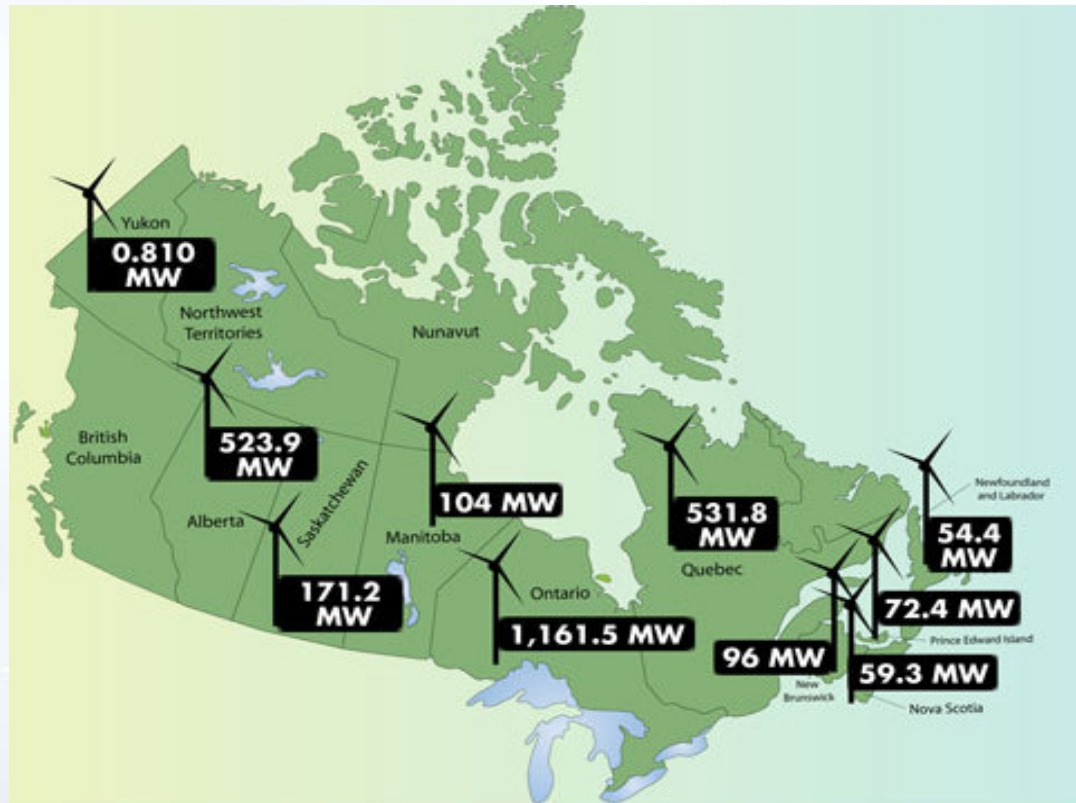 Yukon
0.810
MW
Northwest
Territories
Nunavut
British
Columbia
523.9
MW
Alberta
Saskatchewan
104 MW
Manitoba
171.2
MW
Ontario
1,161.5 MW
531.8
MW
Quebec
Newfoundland
and Labrador
54.4
MW
72.4 MW
Prince Edward Island
96 MW
New
Brunswick
59.3 MW
Nova Scotia